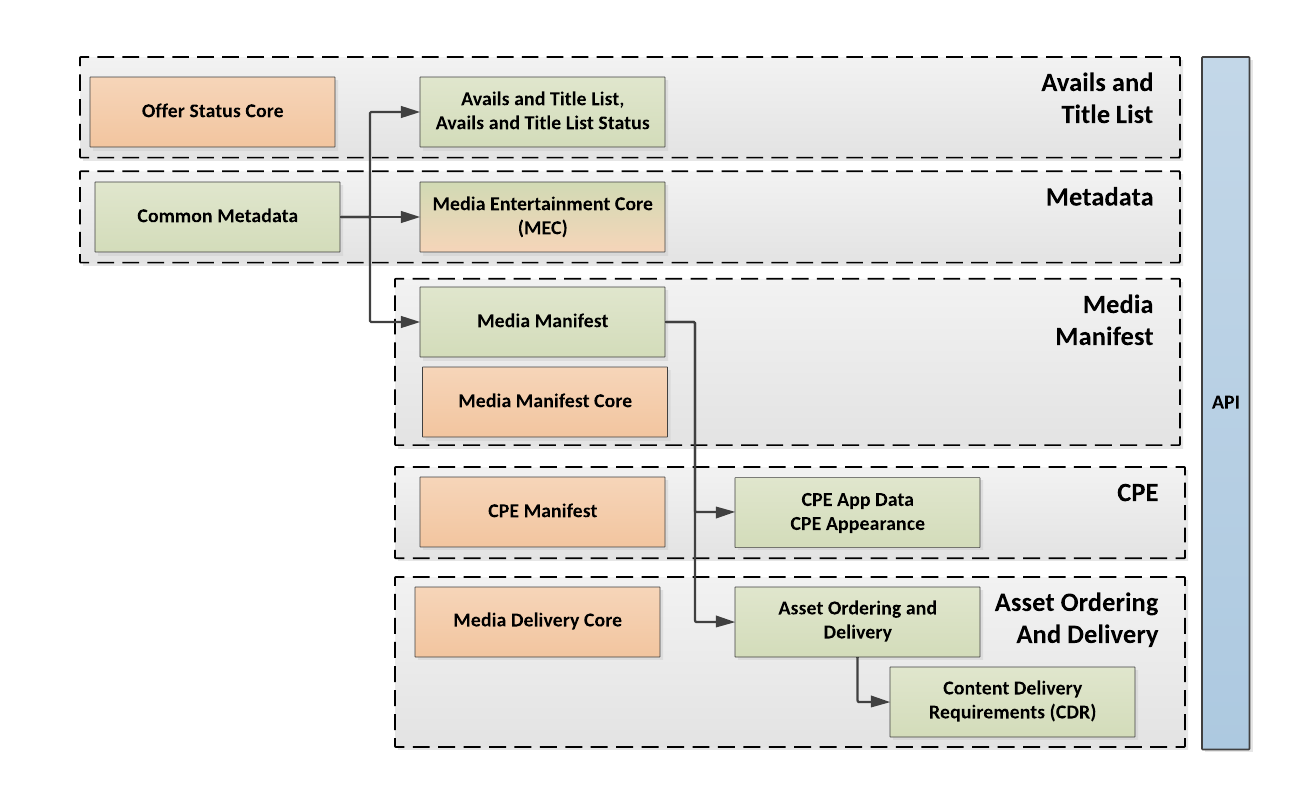 Offer Status Core
Avails and Title List,
Avails and Title List Status
Avails and
Title List
Common Metadata
Media Entertainment Core
(MEC)
Metadata
Media Manifest
Media
Manifest
Media Manifest Core
API
CPE Manifest
CPE App Data
CPE Appearance
CPE
Media Delivery Core
Asset Ordering and
Delivery
Asset Ordering
And Delivery
Content Delivery
Requirements (CDR)